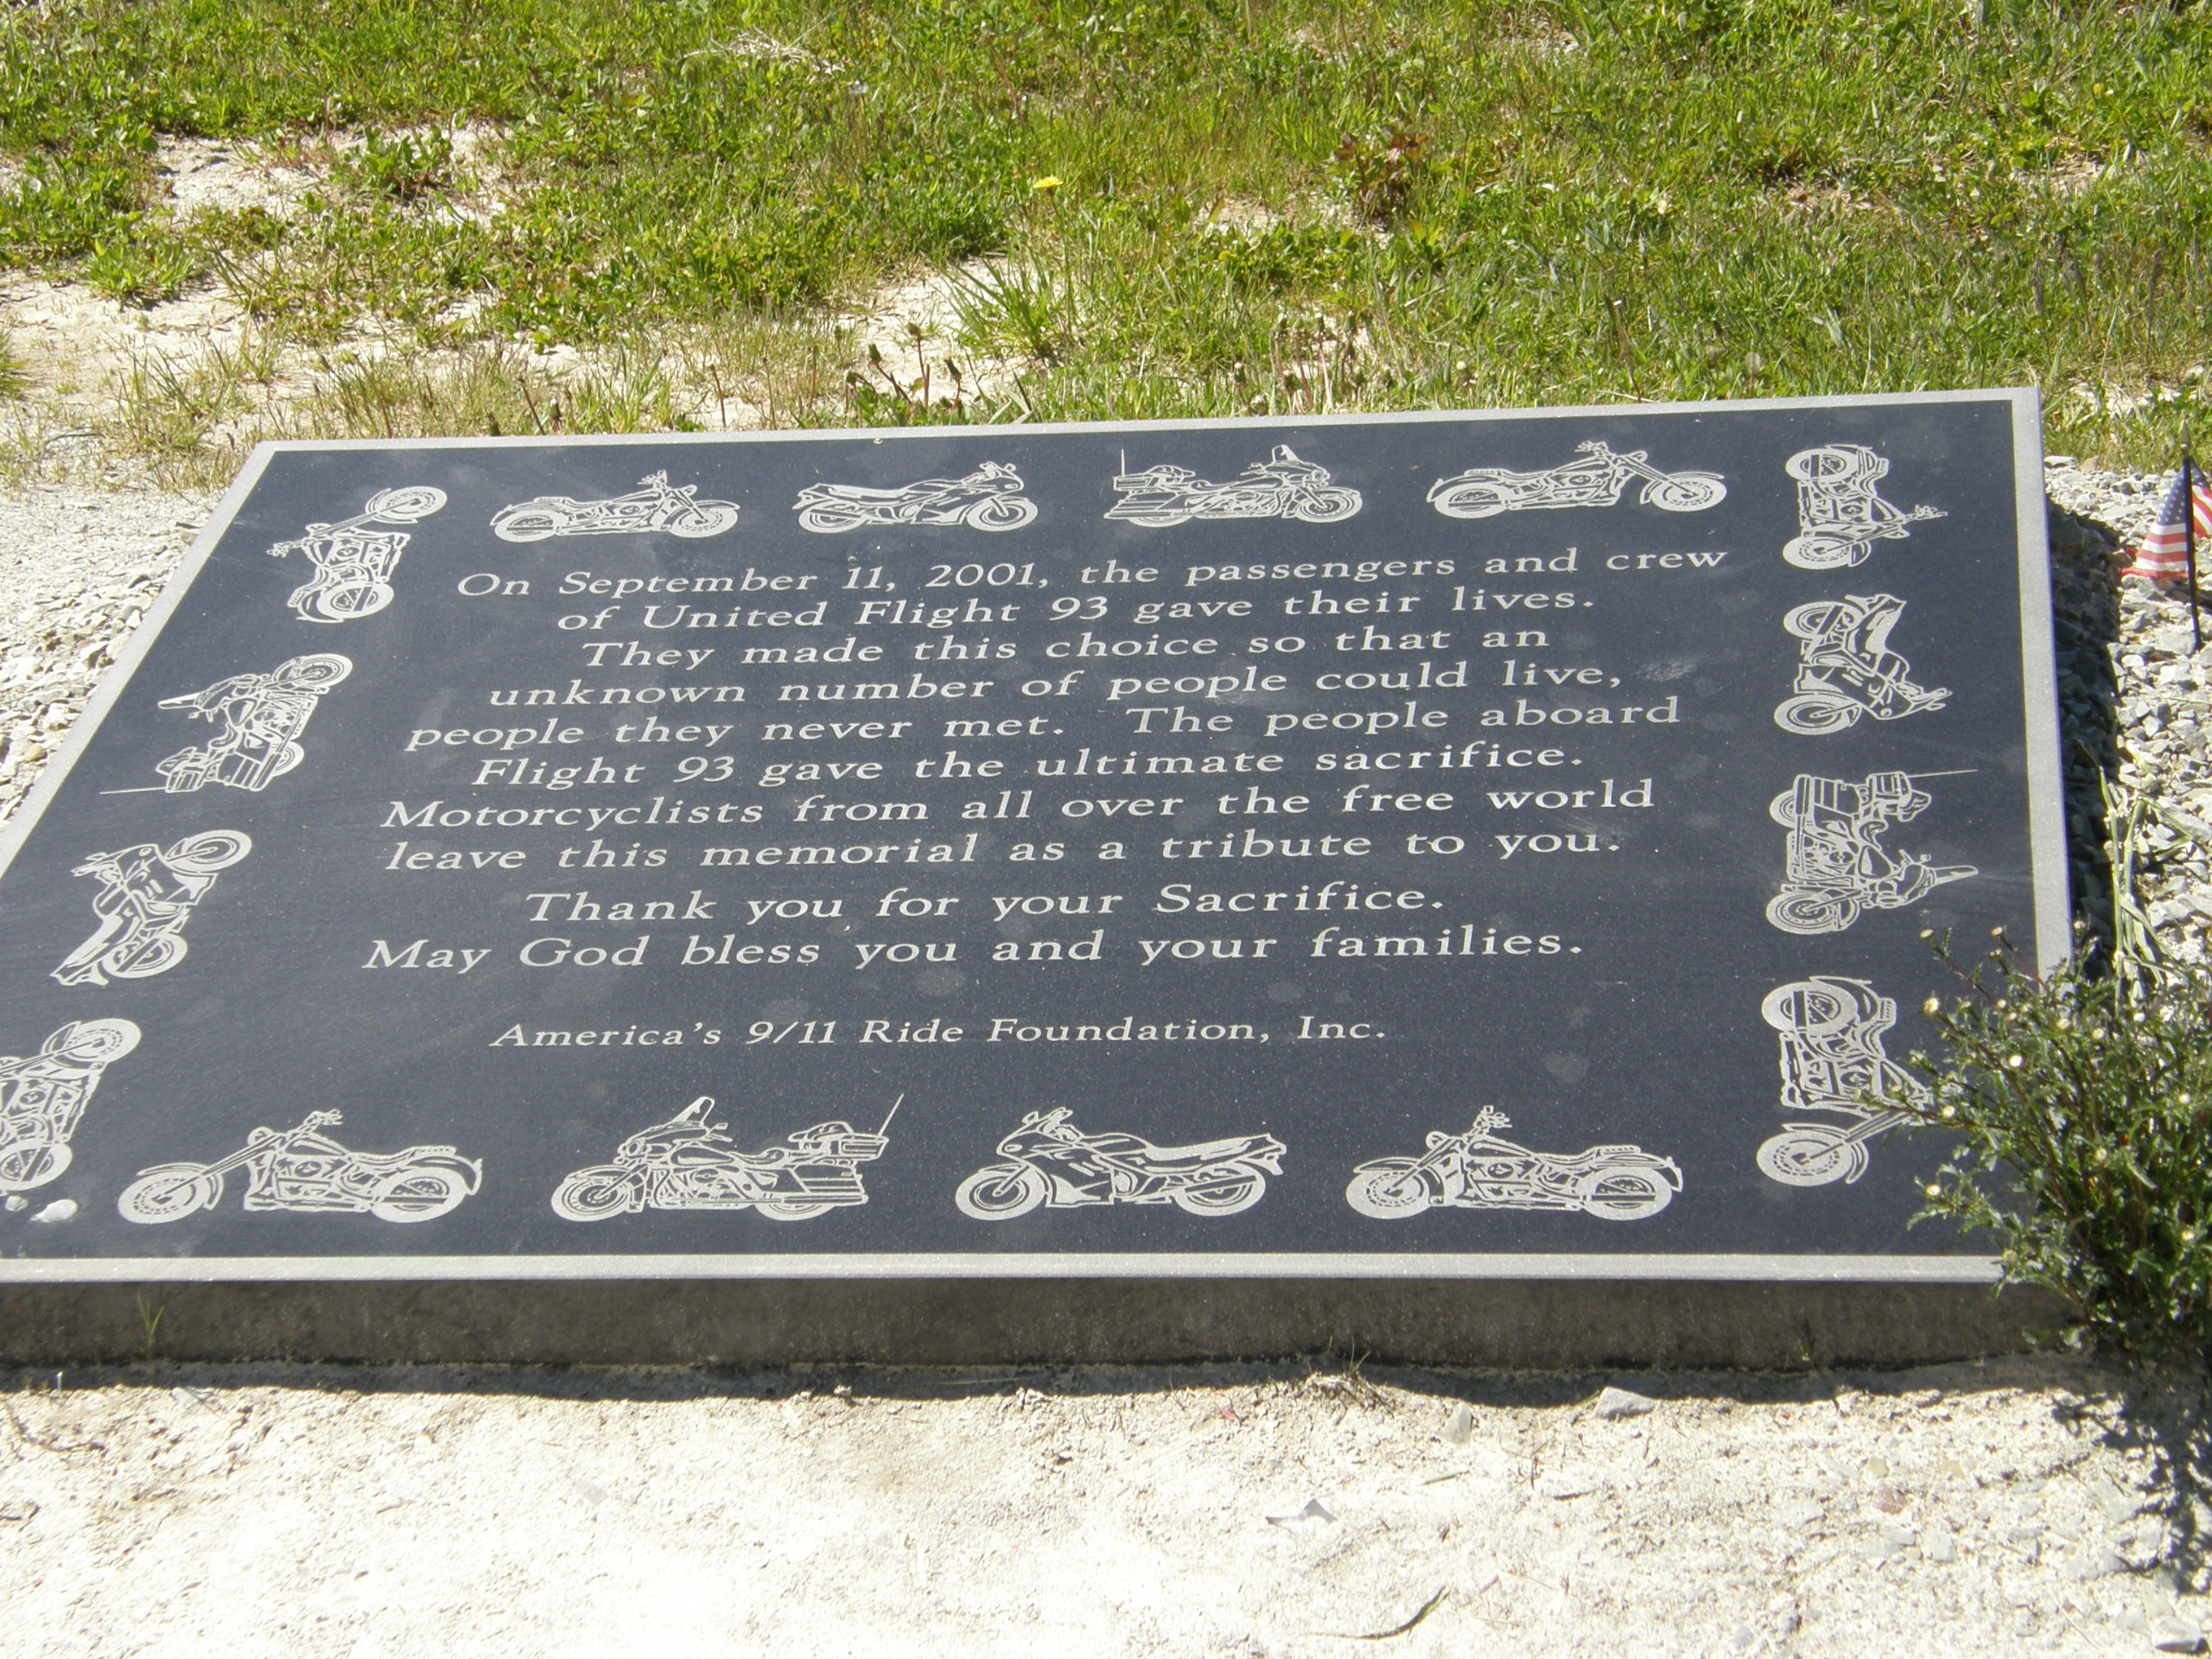 On September 11, 2001, the passengers and crew
of United Flight 93 gave their lives.
They made this choice so that an
unknown number of people could live,
people they never met. The people aboard
Flight 93 gave the ultimate sacrifice.
Motorcyclists from all over the free world
leave this memorial as a tribute to you.
Thank you for your Sacrifice.
May God bless you and your families.
America's 9/11 Ride Foundation, Inc.